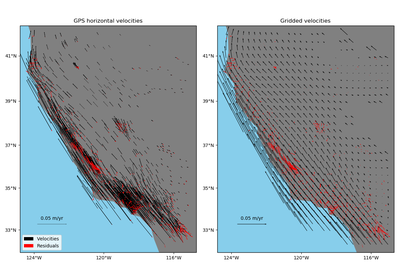 GPS horizontal velocities
Gridded velocities
41°N
39°N
37°N
35°N
33°N
0.05 m/yr
Velocities
Residuals
124°W
120°W
116°W
41°N
39°N
37°N
35°N
33°N
0.05 m/yr
124°W
120°W
116°W